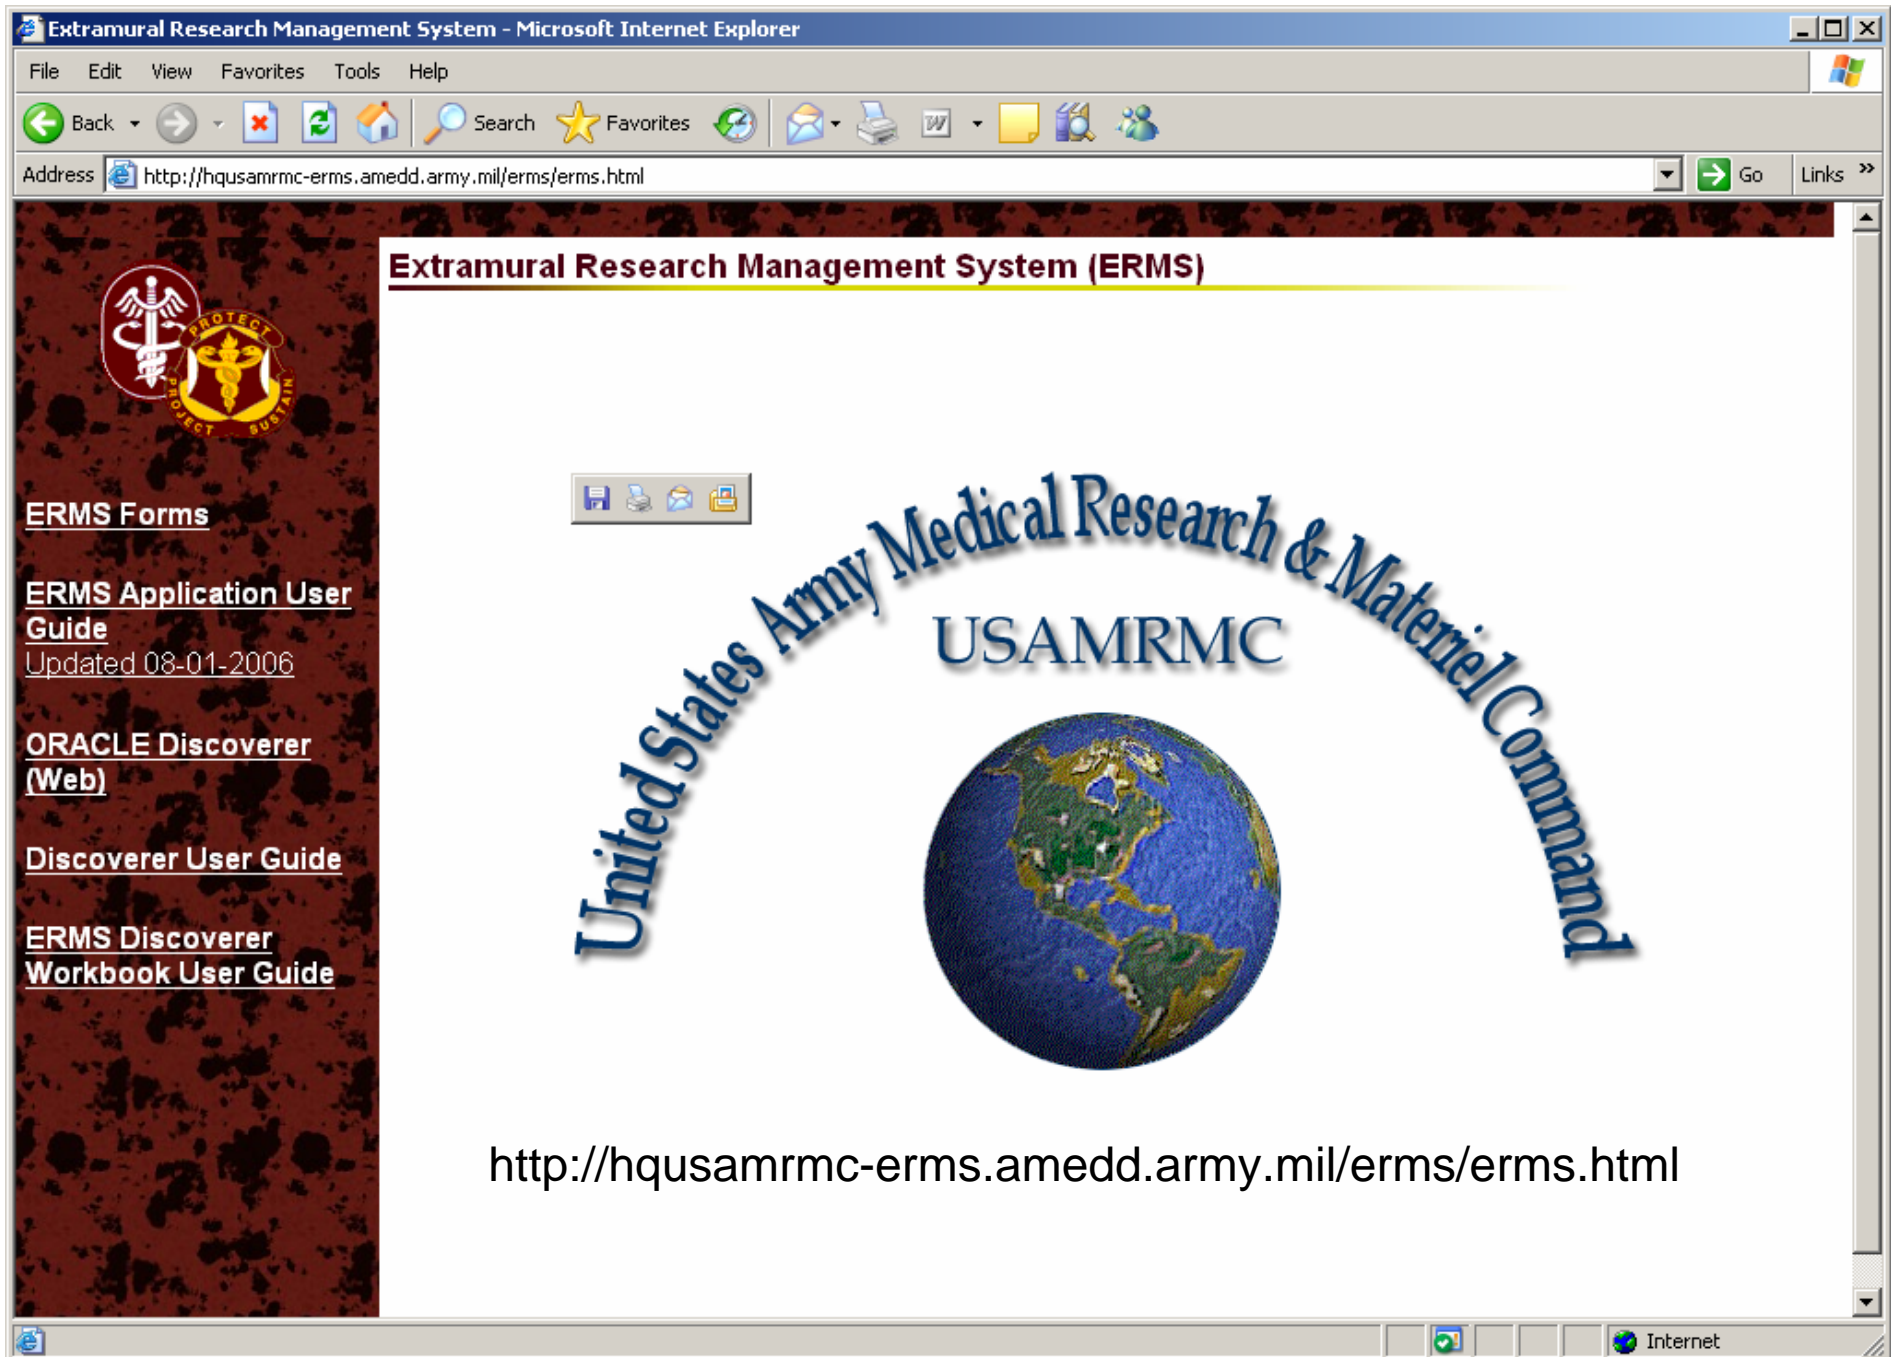 Extramural Research Management System - Microsoft Internet Explorer
File Edit View Favorites Tools Help
Back Search Favorites
Address http://hqusamrmc-erms.amedd.army.mil/erms/erms.html Go Links »
Extramural Research Management System (ERMS)
PROTECT
PROJECT
SUSTAIN
ERMS Forms
ERMS Application User
Guide
Updated 08-01-2006
ORACLE Discoverer
(Web)
Discoverer User Guide
ERMS Discoverer
Workbook User Guide
United States Army Medical Research & Materiel Command
USAMRMC
http://hqusamrmc-erms.amedd.army.mil/erms/erms.html
Internet